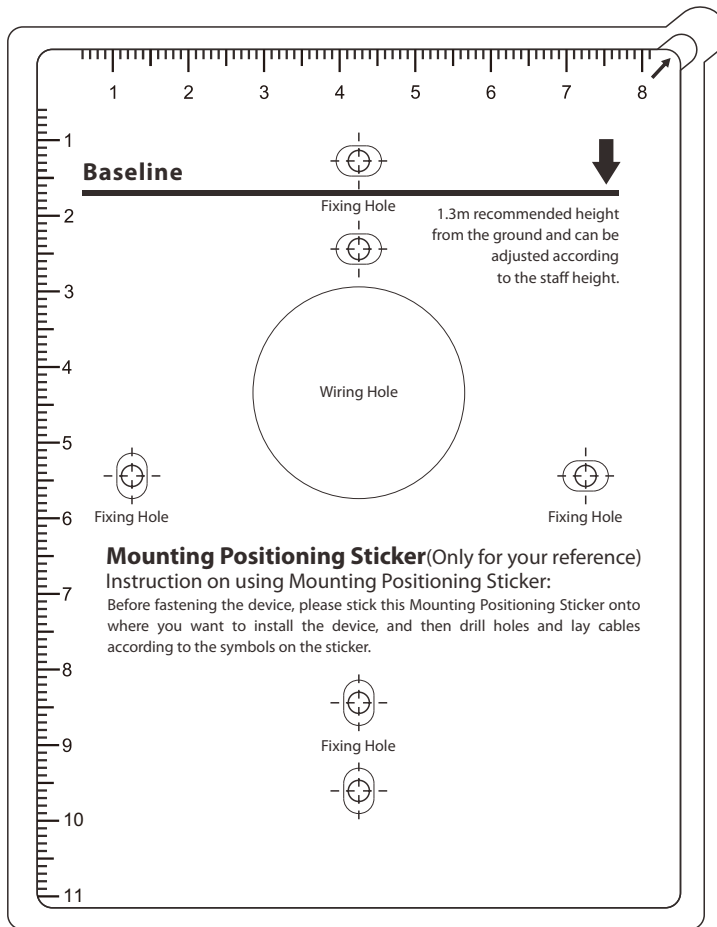 1 2 3 4 5 6 7 8
1
Baseline
2
Fixing Hole
1.3m recommended height
from the ground and can be
adjusted according
to the staff height.
3
4
Wiring Hole
5
6
Fixing Hole
Fixing Hole
Mounting Positioning Sticker(Only for your reference)
Instruction on using Mounting Positioning Sticker:
7
Before fastening the device, please stick this Mounting Positioning Sticker onto
where you want to install the device, and then drill holes and lay cables
according to the symbols on the sticker.
8
9
Fixing Hole
10
11